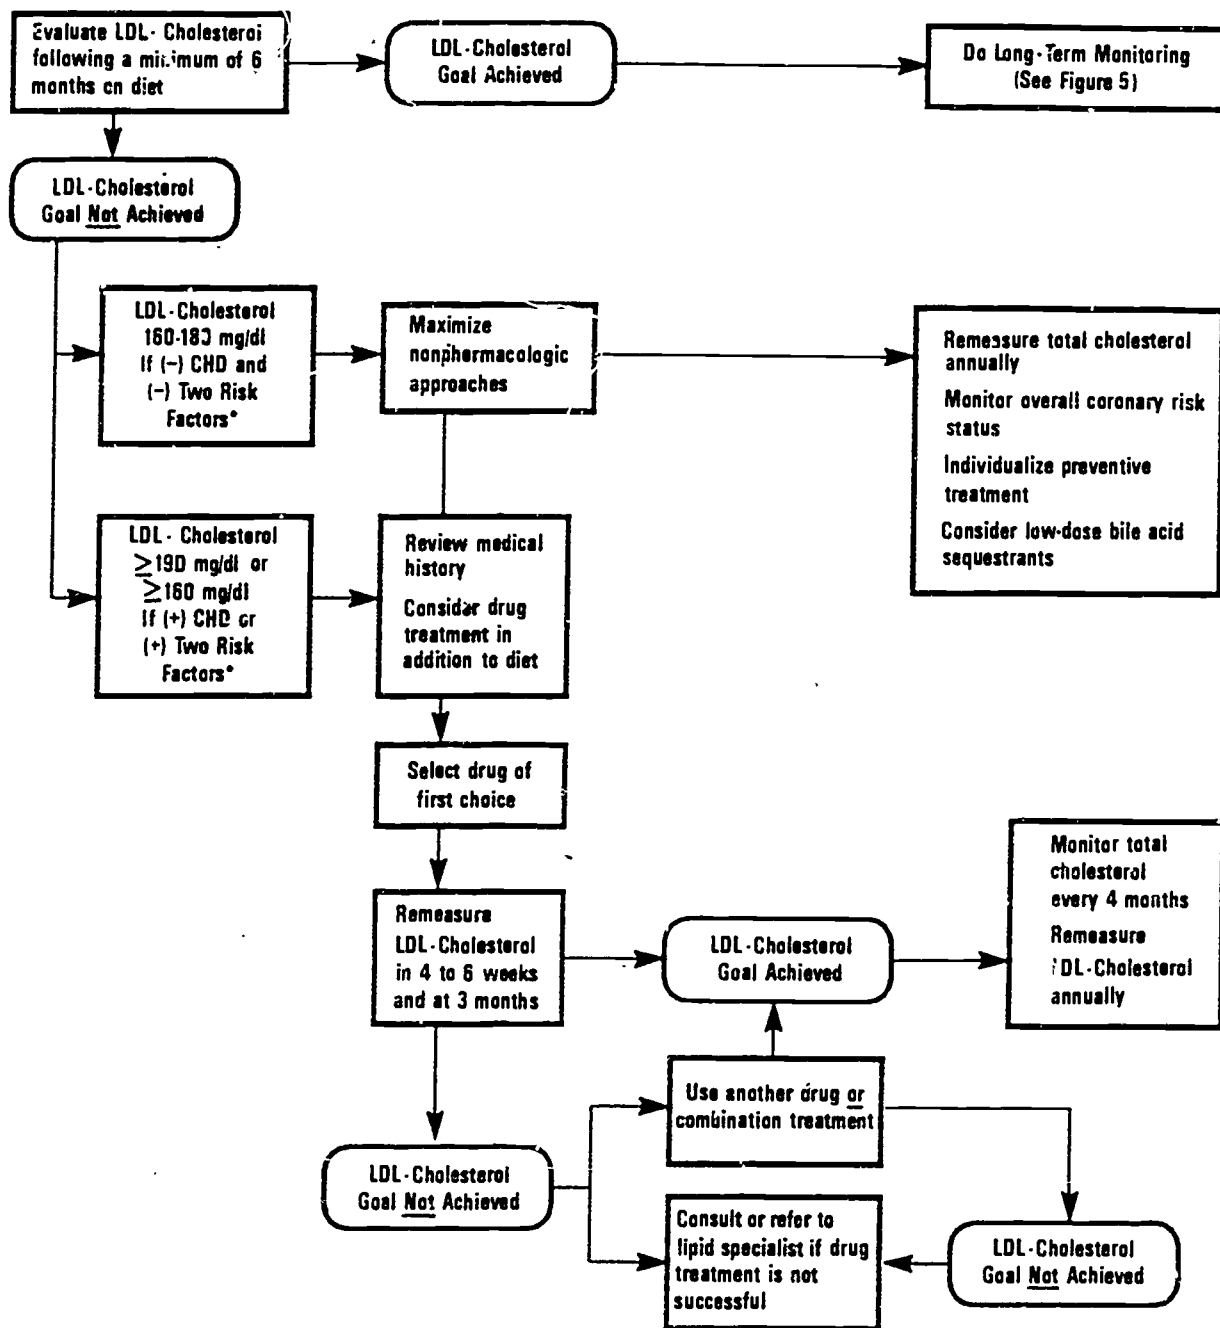 Evaluate LDL-Cholesterol
following a minimum of 6
months on diet
LDL-Cholesterol
Goal Achieved
Do Long-Term Monitoring
(See Figure 5)
LDL-Cholesterol
Goal Not Achieved
LDL-Cholesterol
160-180 mg/dl
If (-) CHD and
(-) Two Risk
Factors*
Maximize
nonphermacologic
approaches
Remeasure total cholesterol
annually
Monitor overall coronary risk
status
Individualize preventive
treatment
Consider low-dose bile acid
sequestrants
LDL- Cholesterol
≥190 mg/dl or
≥160 mg/dl
If (+) CHD or
(+) Two Risk
Factors*
Review medical
history
Consider drug
treatment in
addition to diet
Select drug of
first choice
Remeasure
LDL-Cholesterol
in 4 to 6 weeks
and at 3 months
LDL-Cholesterol
Goal Achieved
Monitor total
cholesterol
every 4 months
Remeasure
LDL-Cholesterol
annually
Use another drug or
combination treatment
LDL-Cholesterol
Goal Not Achieved
Consult or refer to
lipid specialist if drug
treatment is not
successful
LDL-Cholesterol
Goal Not Achieved